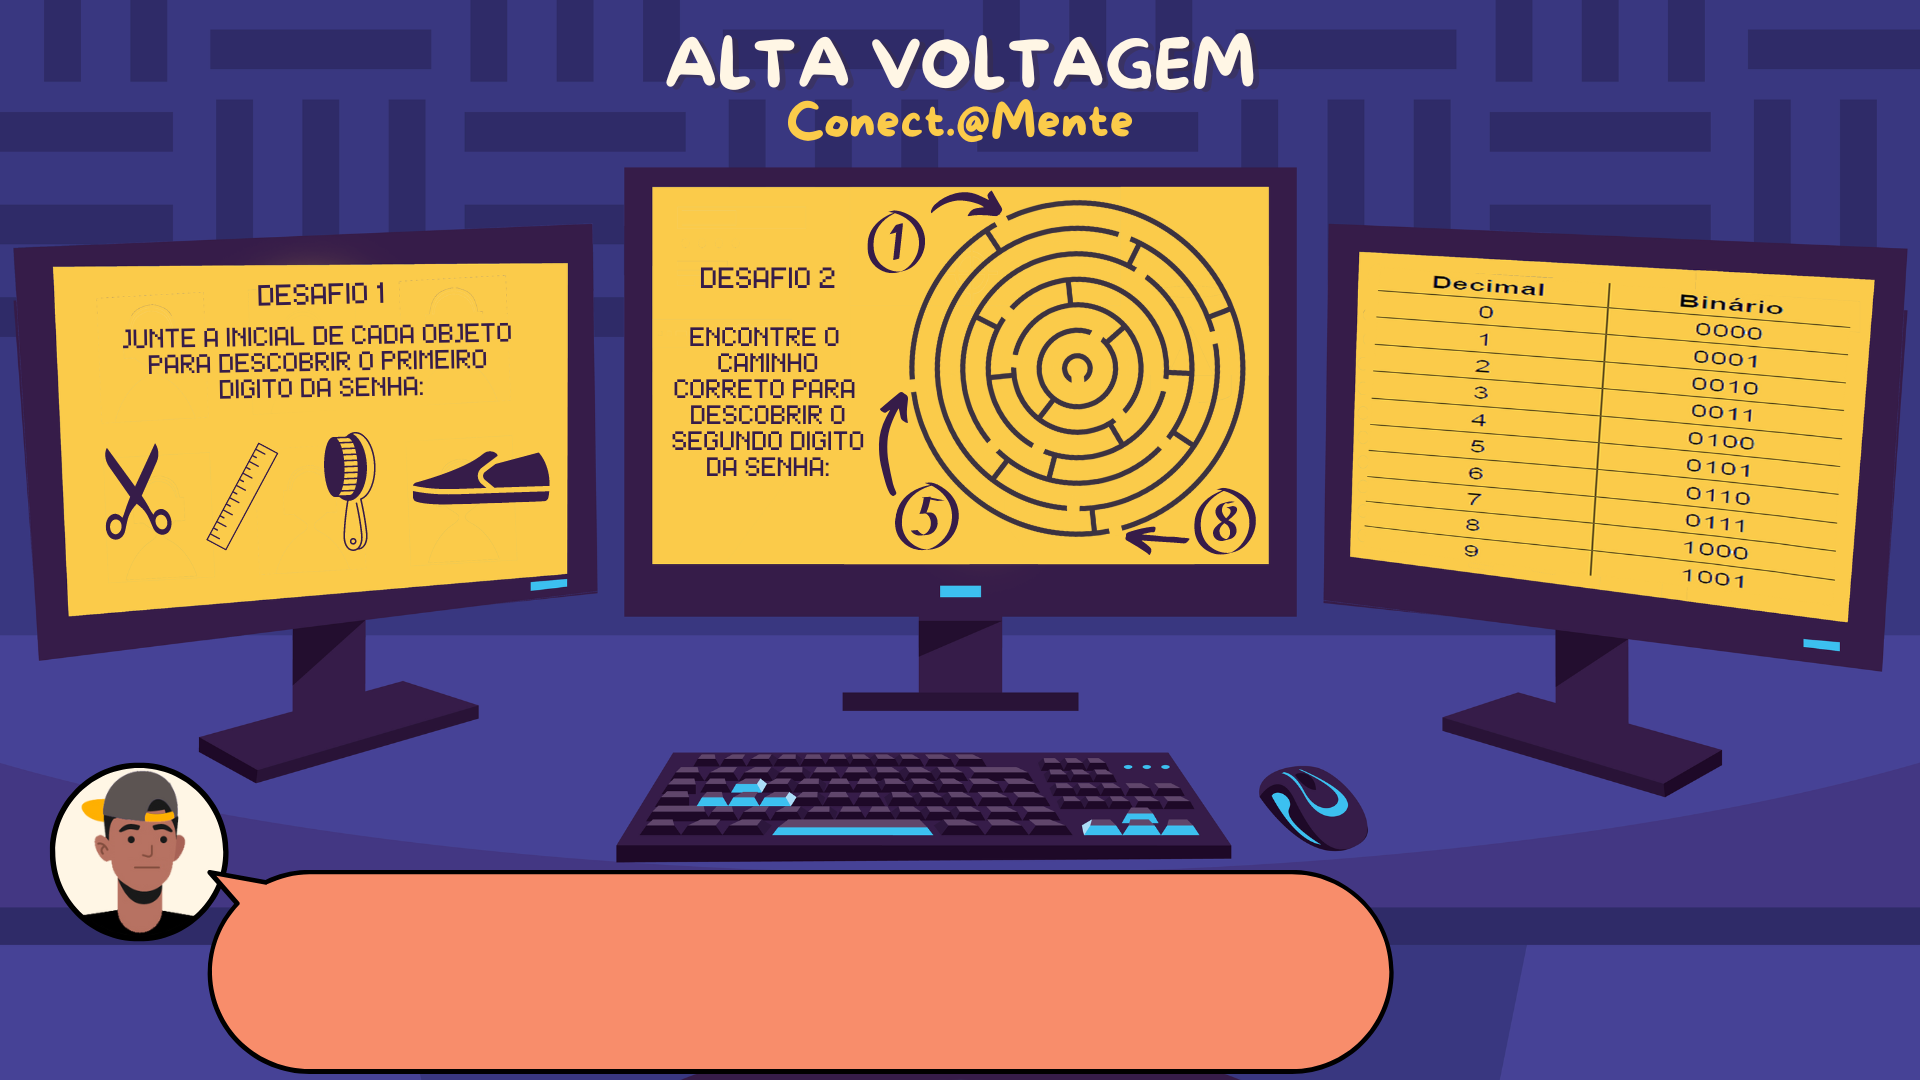 ALTA VOLTAGEM
Conect.@Mente
DESAFIO 1
JUNTE A INICIAL DE CADA OBJETO
PARA DESCOBRIR O PRIMEIRO
DIGITO DA SENHA:
DESAFIO 2
ENCONTRE O
CAMINHO
CORRETO PARA
DESCOBRIR O
SEGUNDO DIGITO
DA SENHA:
1
5
8
Decimal Binário
0 0000
1 0001
2 0010
3 0011
4 0100
5 0101
6 0110
7 0111
8 1000
9 1001